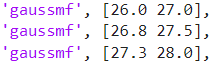 'gaussmf', [26.0 27.0],
'gaussmf', [26.8 27.5],
'gaussmf', [27.3 28.0],